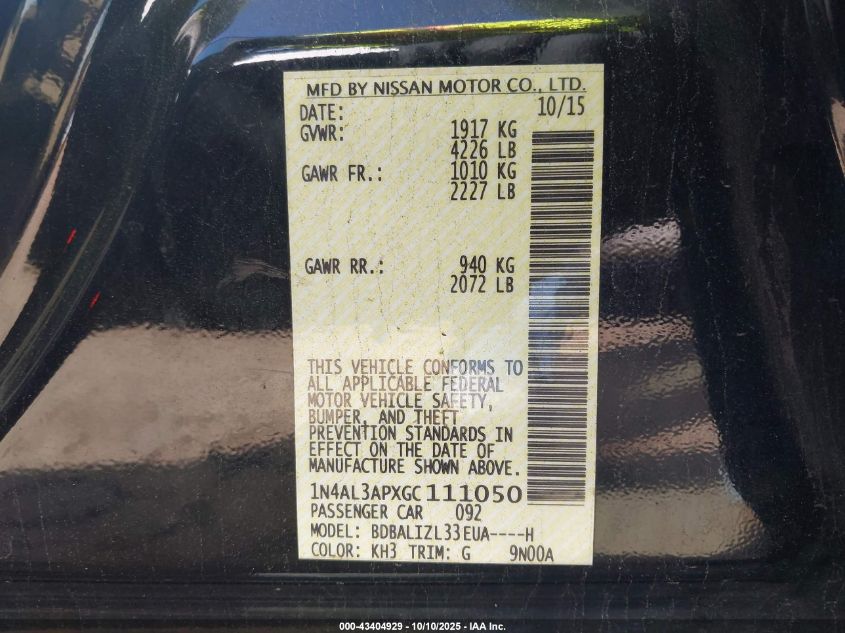 MFD BY NISSAN MOTOR CO., LTD.
DATE: 10/15
GVWR: 1917 KG
4226 LB
GAWR FR.: 1010 KG
2227 LB
GAWR RR.: 940 KG
2072 LB
THIS VEHICLE CONFORMS TO
ALL APPLICABLE FEDERAL
MOTOR VEHICLE SAFETY,
BUMPER, AND THEFT
PREVENTION STANDARDS IN
EFFECT ON THE DATE OF
MANUFACTURE SHOWN ABOVE.
1N4AL3APXGC111050
PASSENGER CAR 092
MODEL: BDBALIZL33EUA----H
COLOR: KH3 TRIM: G 9N00A
000-43404929 - 10/10/2025 - IAA Inc.